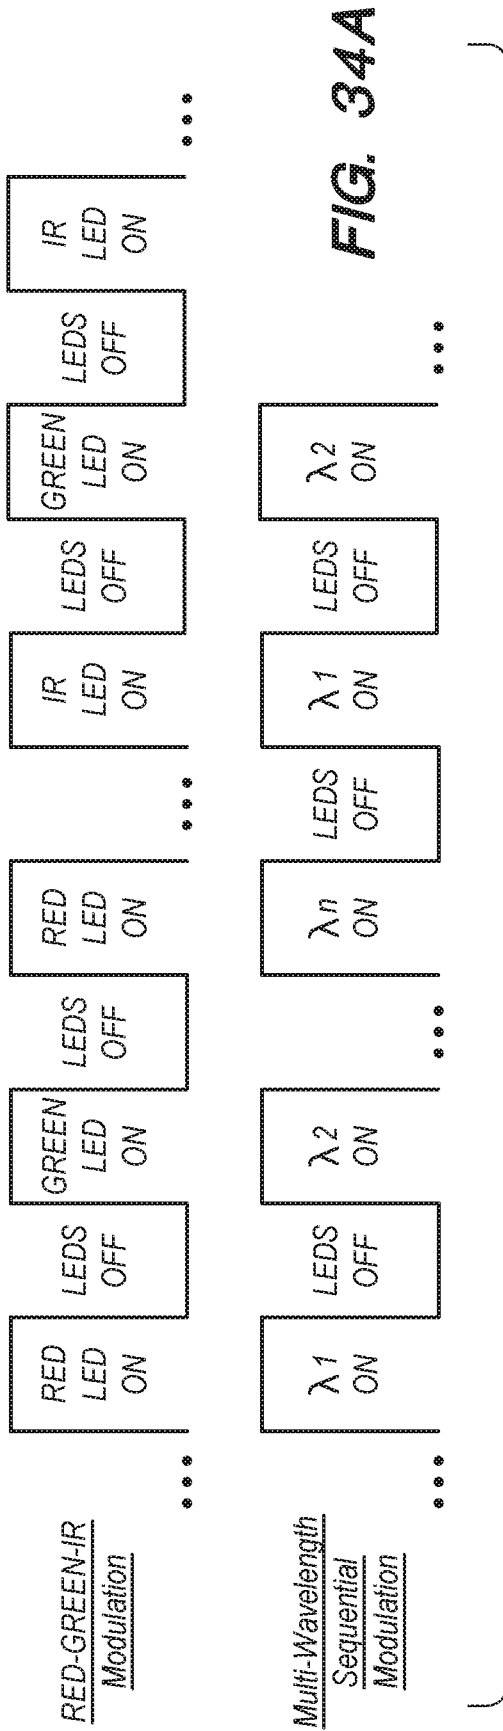 RED-GREEN-IR
Modulation
RED
LED
ON
LEDS
OFF
GREEN
LED
ON
LEDS
OFF
RED
LED
ON
IR
LED
ON
LEDS
OFF
GREEN
LED
ON
LEDS
OFF
IR
LED
ON
Multi-Wavelength
Sequential
Modulation
λ1
ON
LEDS
OFF
λ2
ON
λn
ON
LEDS
OFF
λ1
ON
LEDS
OFF
λ2
ON
FIG. 34A